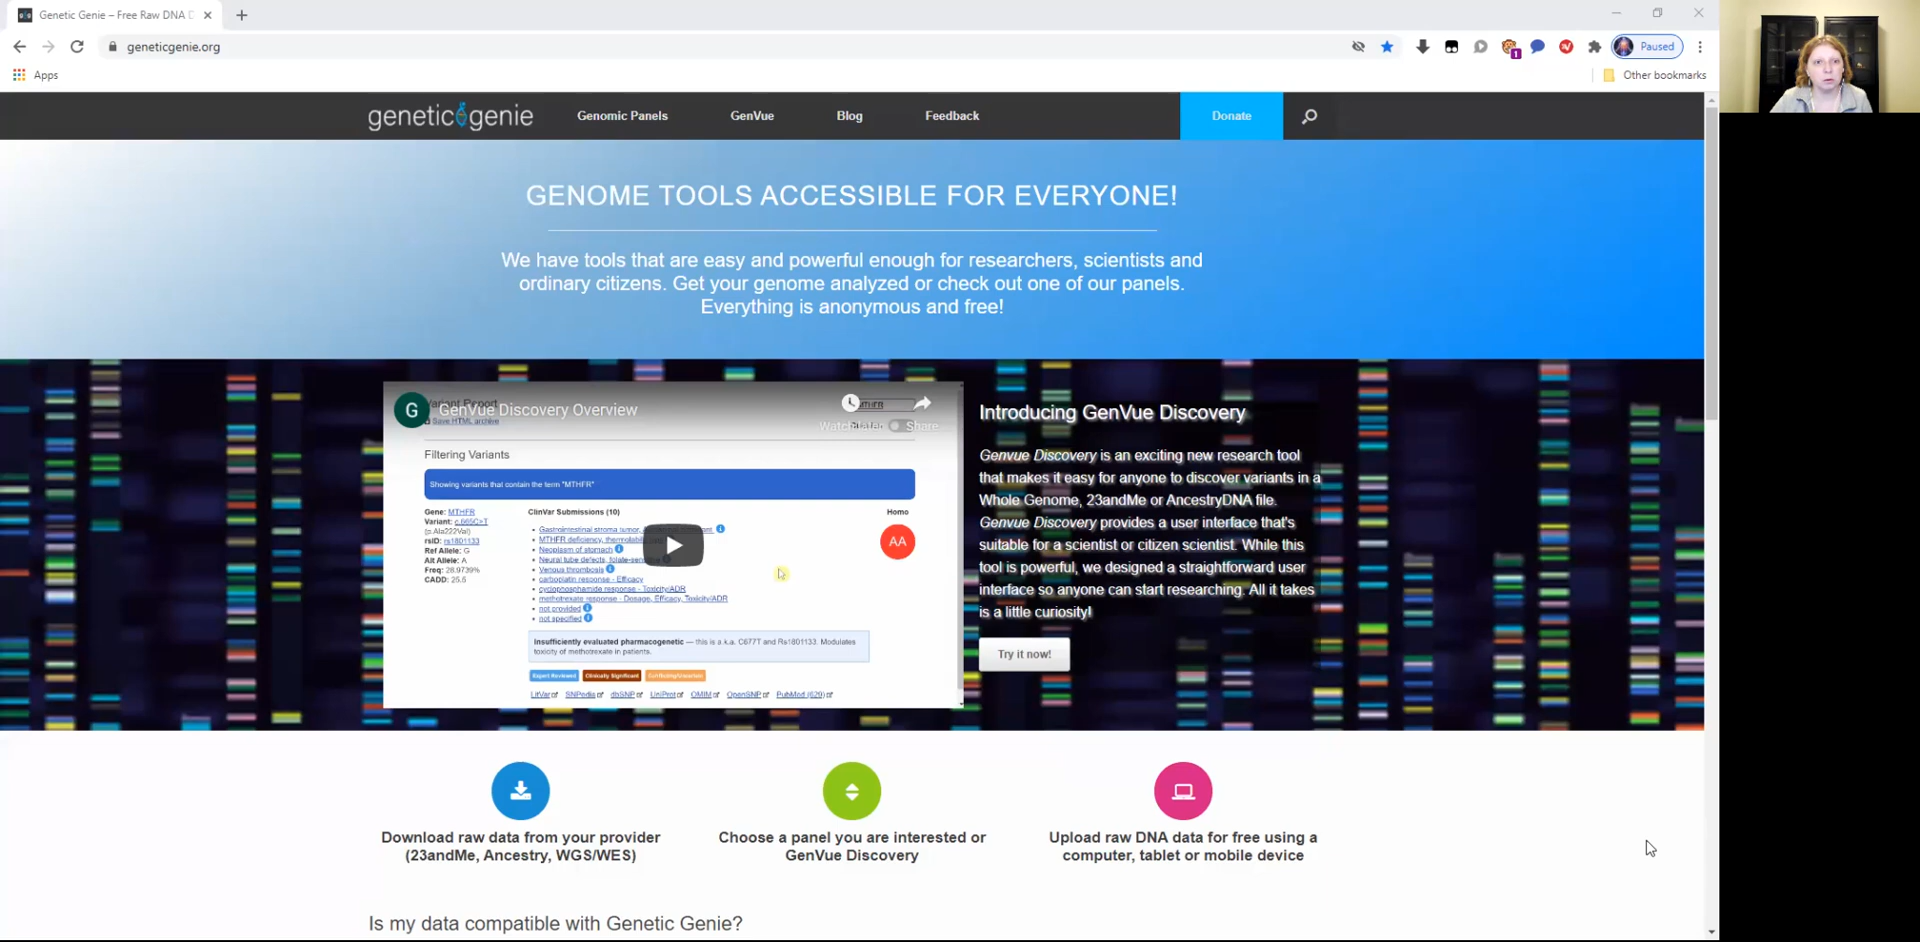 Genetic Genie – Free Raw DNA D
geneticgenie.org
1
Paused
Apps
Other bookmarks
genetic genie
Genomic Panels
GenVue
Blog
Feedback
Donate
GENOME TOOLS ACCESSIBLE FOR EVERYONE!
We have tools that are easy and powerful enough for researchers, scientists and
ordinary citizens. Get your genome analyzed or check out one of our panels.
Everything is anonymous and free!
G
GenVue Discovery Overview
Variant Report
Save HTML archive
MTHFR
Watch later
Share
Filtering Variants
Showing variants that contain the term "MTHFR"
Gene: MTHFR
Variant: c.665C>T
(p.Ala222Val)
rsID: rs1801133
Ref Allele: G
Alt Allele: A
Freq: 28.9739%
CADD: 25.6
ClinVar Submissions (10)
Gastrointestinal stroma tumor,
MTHFR deficiency, thermolabile
Neoplasm of stomach
Neural tube defects, folate-sensitive
Venous thrombosis
carboplatin response - Efficacy
cyclophosphamide response - Toxicity/ADR
methotrexate response - Dosage, Efficacy, Toxicity/ADR
not provided
not specified
Homo
AA
Insufficiently evaluated pharmacogenetic — this is a.k.a. C677T and Rs1801133. Modulates
toxicity of methotrexate in patients.
Expert Reviewed
Clinically Significant
LitVar
SNPedia
dbSNP
UniProt
OMIM
OpenSNP
PubMed (629)
Introducing GenVue Discovery
Genvue Discovery is an exciting new research tool
that makes it easy for anyone to discover variants in a
Whole Genome, 23andMe or AncestryDNA file.
Genvue Discovery provides a user interface that's
suitable for a scientist or citizen scientist. While this
tool is powerful, we designed a straightforward user
interface so anyone can start researching. All it takes
is a little curiosity!
Try it now!
Download raw data from your provider
(23andMe, Ancestry, WGS/WES)
Choose a panel you are interested or
GenVue Discovery
Upload raw DNA data for free using a
computer, tablet or mobile device
Is my data compatible with Genetic Genie?